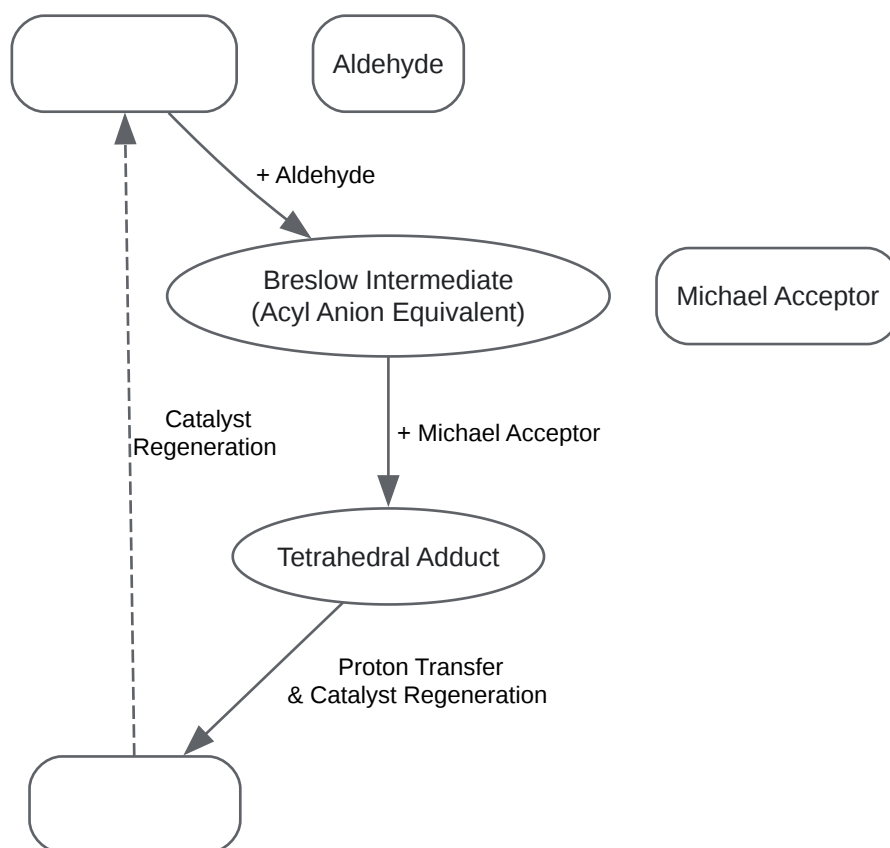 Aldehyde
+ Aldehyde
Breslow Intermediate
(Acyl Anion Equivalent)
Michael Acceptor
Catalyst
Regeneration
+ Michael Acceptor
Tetrahedral Adduct
Proton Transfer
& Catalyst Regeneration